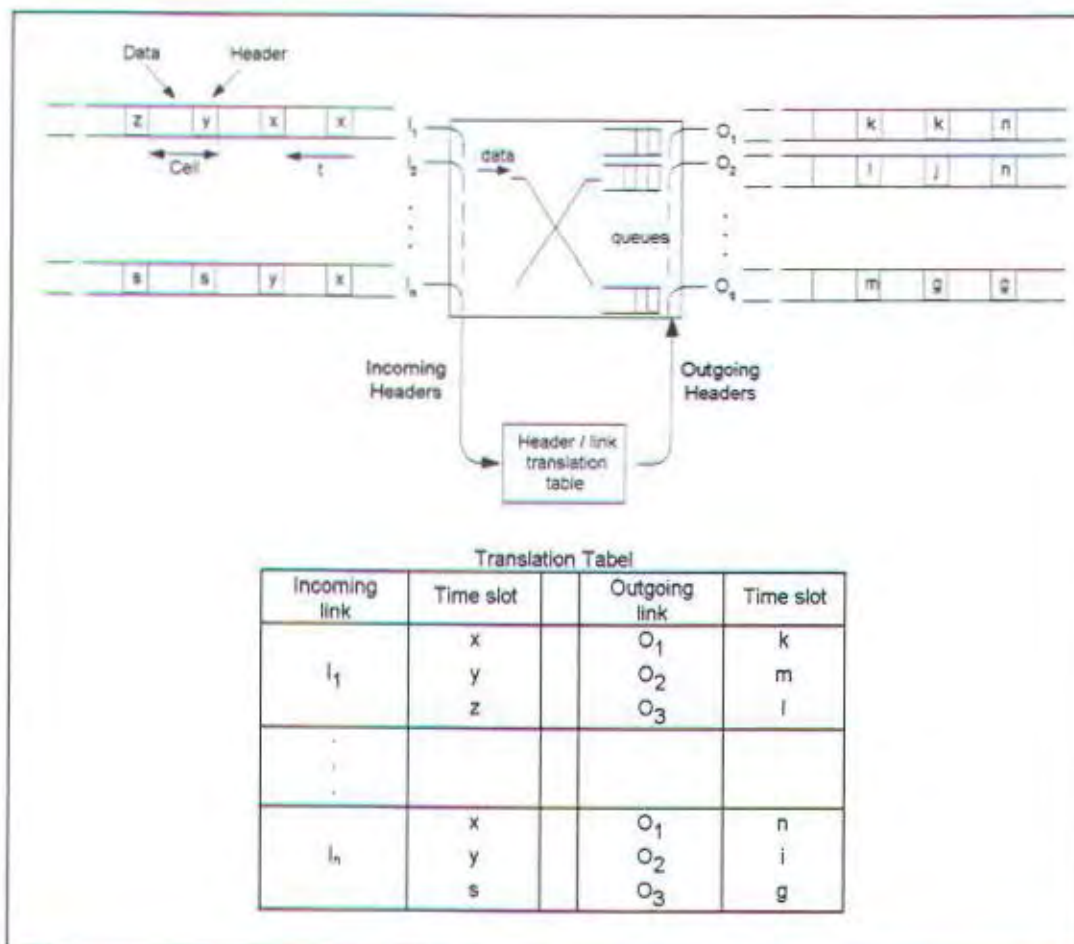 Data Header
z y x x
Cell t
I1
I2
.
.
.
s s y x
In
data
queues
O1
O2
.
.
.
Oq
k k n
l j n
m g g
Incoming
Headers
Outgoing
Headers
Header / link
translation
table
Translation Tabel
Incoming
link
Time slot
Outgoing
link
Time slot
x O1 k
I1 y O2 m
z O3 l
.
.
.
x O1 n
In y O2 i
s O3 g